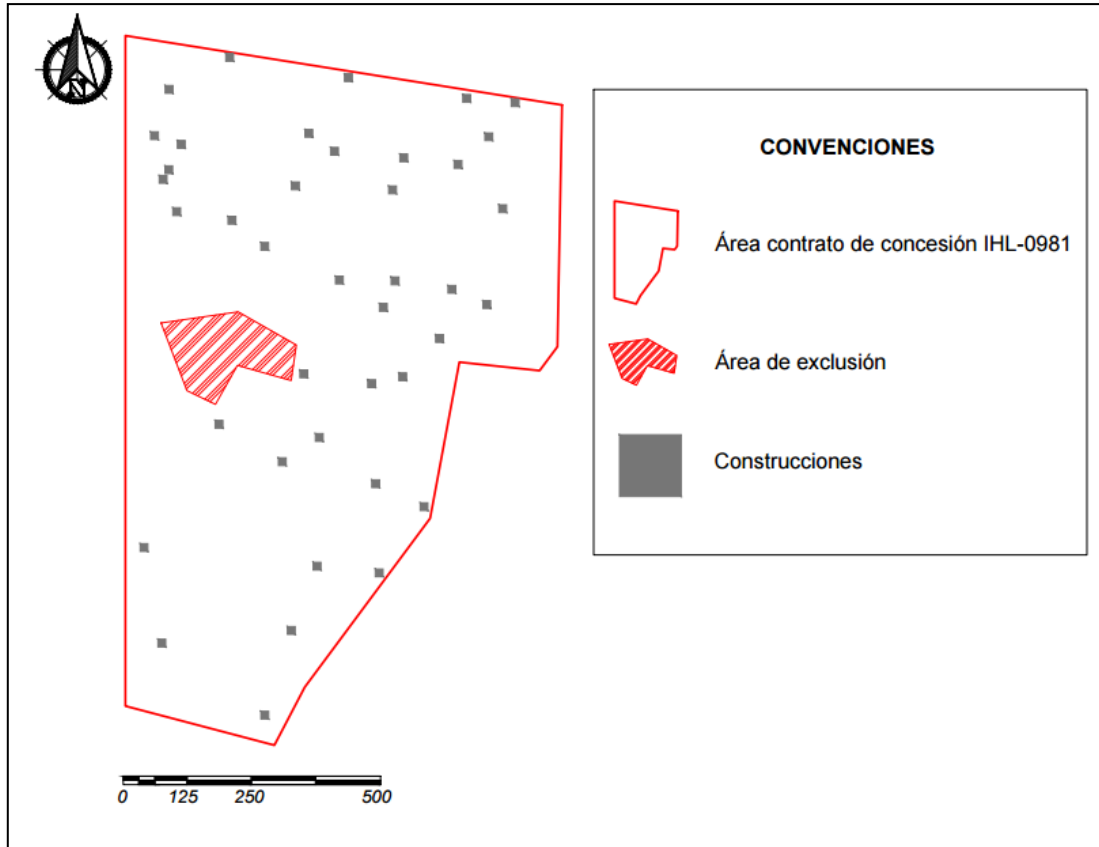 N
CONVENCIONES
Área contrato de concesión IHL-0981
Área de exclusión
Construcciones
0 125 250 500